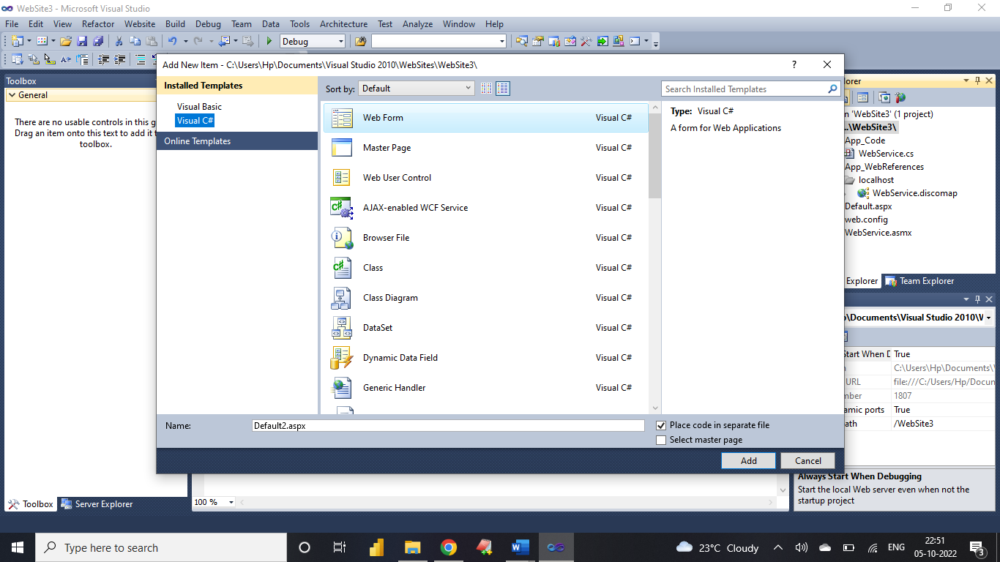 WebSite3 - Microsoft Visual Studio
File Edit View Refactor Website Build Debug Team Data Tools Architecture Test Analyze Window Help
Debug
Toolbox
General
There are no usable controls in this g
Drag an item onto this text to add it t
toolbox.
Toolbox Server Explorer
Add New Item - C:\Users\Hp\Documents\Visual Studio 2010\WebSites\WebSite3\ ?
Installed Templates
Visual Basic
Visual C#
Online Templates
Sort by: Default
Search Installed Templates
Web Form Visual C#
Master Page Visual C#
Web User Control Visual C#
AJAX-enabled WCF Service Visual C#
Browser File Visual C#
Class Visual C#
Class Diagram Visual C#
DataSet Visual C#
Dynamic Data Field Visual C#
Generic Handler Visual C#
Type: Visual C#
A form for Web Applications
Name: Default2.aspx
Place code in separate file
Select master page
Add Cancel
100 %
orer
n 'WebSite3' (1 project)
..\WebSite3\
App_Code
WebService.cs
App_WebReferences
localhost
WebService.discomap
Default.aspx
web.config
WebService.asmx
Explorer Team Explorer
\Documents\Visual Studio 2010\V
Start When D True
C:\Users\Hp\Documents\
URL file:///C:/Users/Hp/Docun
mber 1807
amic ports True
ath /WebSite3
Always Start When Debugging
Start the local Web server even when not the
startup project
Type here to search
23°C Cloudy
ENG
22:51
05-10-2022
3